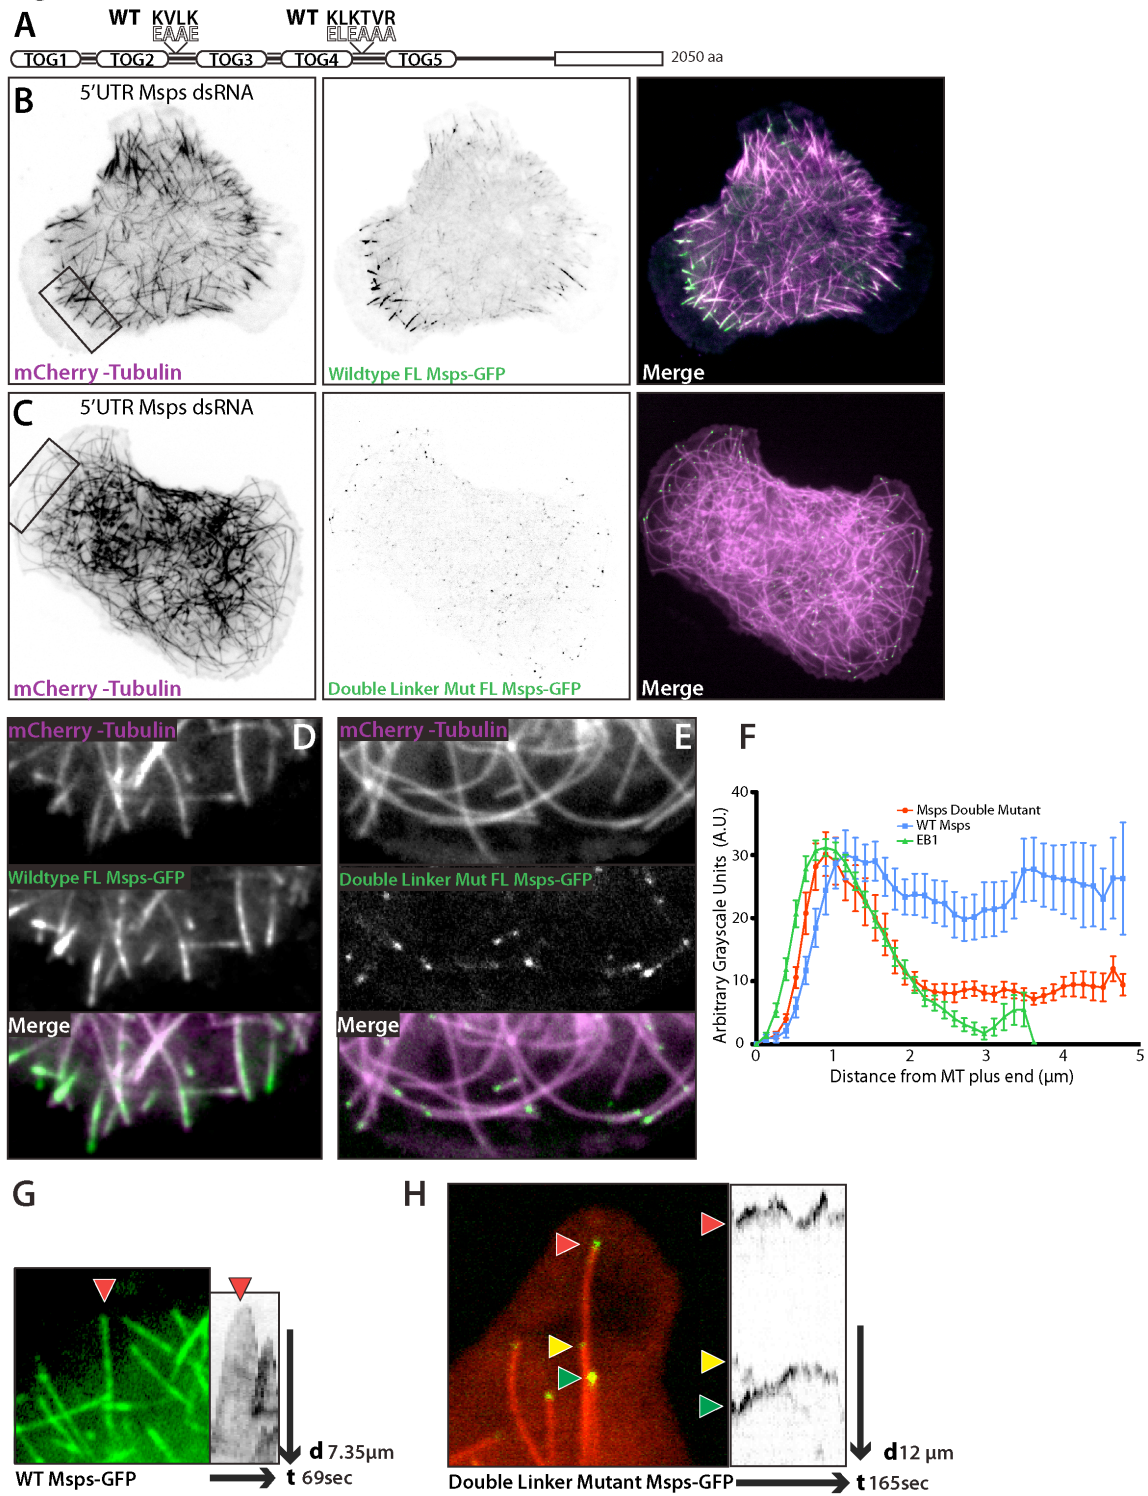 A
WT KVLK
EAAE
WT KLKTVR
ELEAAA
TOG1 TOG2 TOG3 TOG4 TOG5 2050 aa
B
5'UTR Msps dsRNA
mCherry -Tubulin
Wildtype FL Msps-GFP
Merge
C
5'UTR Msps dsRNA
mCherry -Tubulin
Double Linker Mut FL Msps-GFP
Merge
mCherry -Tubulin
D
Wildtype FL Msps-GFP
Merge
mCherry -Tubulin
E
Double Linker Mut FL Msps-GFP
Merge
F
Msps Double Mutant
WT Msps
EB1
Arbitrary Grayscale Units (A.U.)
40
30
20
10
0
0 1 2 3 4 5
Distance from MT plus end (µm)
G
WT Msps-GFP
d 7.35µm
t 69sec
H
Double Linker Mutant Msps-GFP
d 12 µm
t 165sec